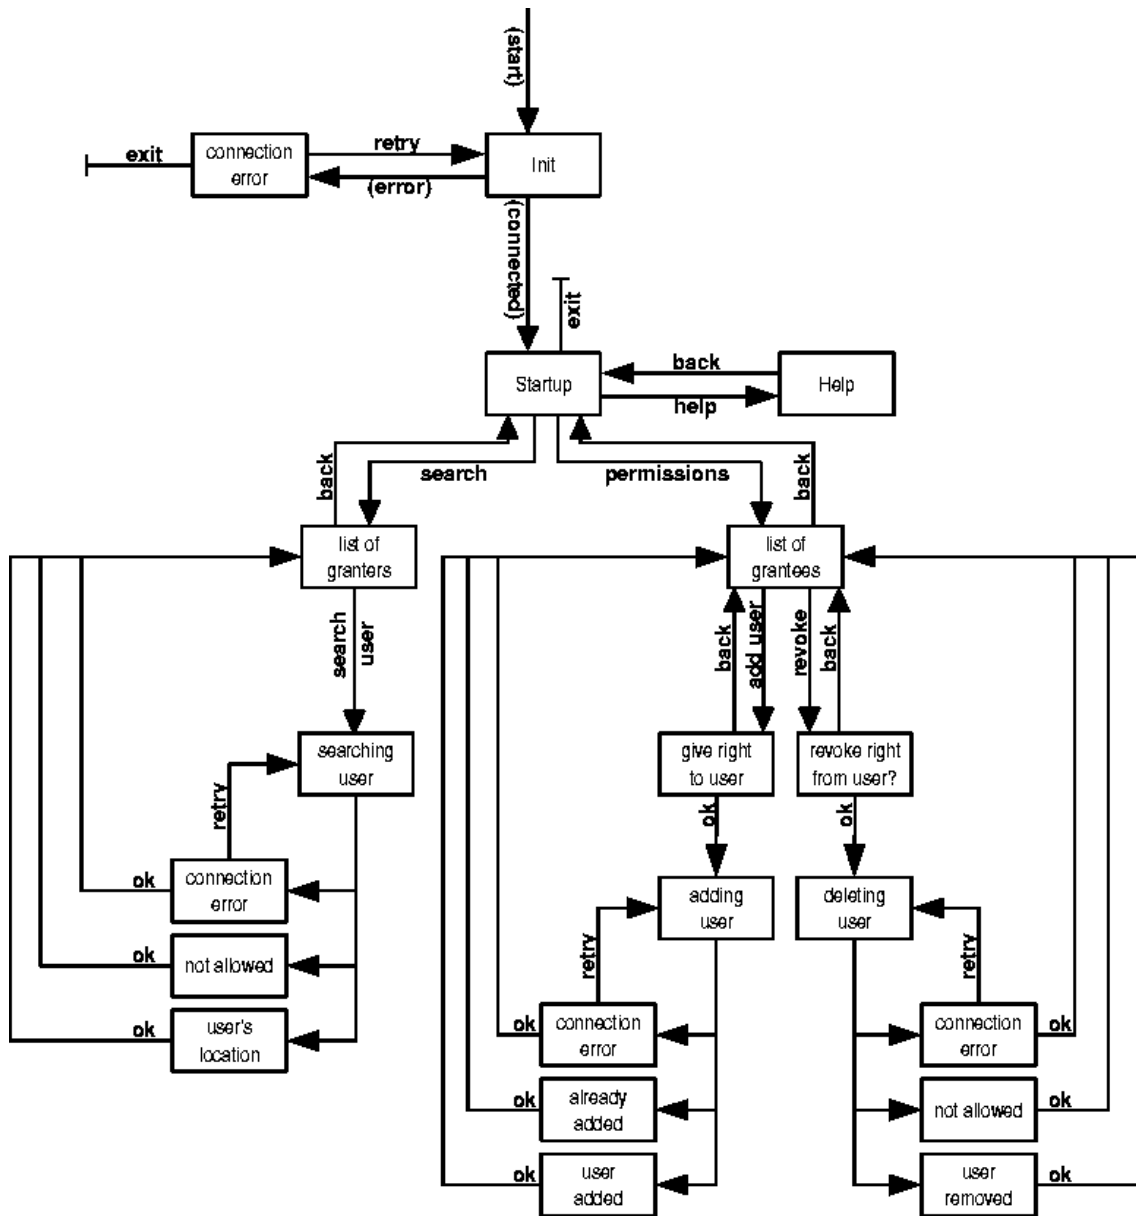 (start)
exit
connection
error
retry
(error)
Init
(connected)
exit
Startup
back
help
Help
back
search
permissions
back
list of
granters
list of
grantees
search
user
back
add user
revoke
back
searching
user
give right
to user
revoke right
from user?
retry
ok
ok
ok
connection
error
adding
user
deleting
user
ok
not allowed
retry
retry
ok
user's
location
ok
connection
error
connection
error
ok
ok
already
added
not allowed
ok
ok
user
added
user
removed
ok